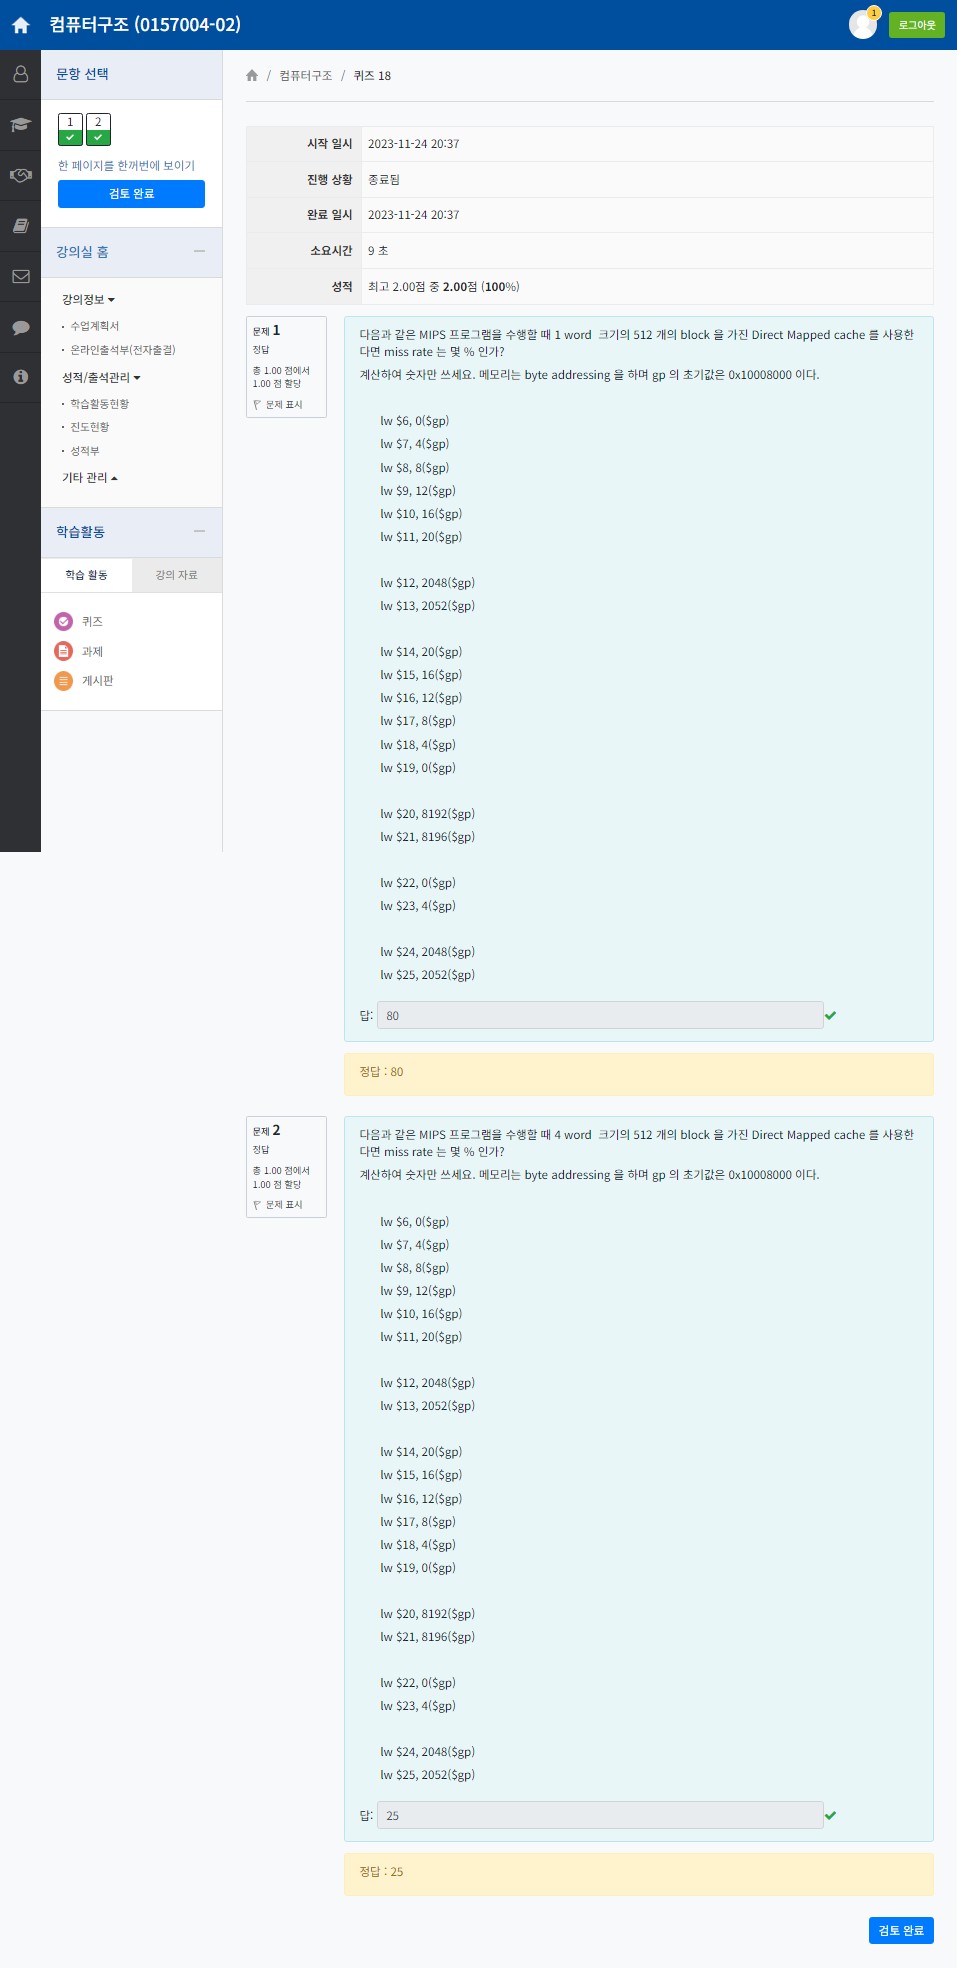 컴퓨터구조 (0157004-02)
1
로그아웃
문항 선택
1 2
한 페이지를 한꺼번에 보이기
검토 완료
강의실 홈
강의정보
수업계획서
온라인출석부(전자출결)
성적/출석관리
학습활동현황
진도현황
성적부
기타 관리
학습활동
학습 활동 강의 자료
퀴즈
과제
게시판
/ 컴퓨터구조 / 퀴즈 18
시작 일시 2023-11-24 20:37
진행 상황 종료됨
완료 일시 2023-11-24 20:37
소요시간 9 초
성적 최고 2.00점 중 2.00점 (100%)
문제 1
정답
총 1.00 점에서
1.00 점 할당
문제 표시
다음과 같은 MIPS 프로그램을 수행할 때 1 word 크기의 512 개의 block 을 가진 Direct Mapped cache 를 사용한
다면 miss rate 는 몇 % 인가?
계산하여 숫자만 쓰세요. 메모리는 byte addressing 을 하며 gp 의 초기값은 0x10008000 이다.
lw $6, 0($gp)
lw $7, 4($gp)
lw $8, 8($gp)
lw $9, 12($gp)
lw $10, 16($gp)
lw $11, 20($gp)
lw $12, 2048($gp)
lw $13, 2052($gp)
lw $14, 20($gp)
lw $15, 16($gp)
lw $16, 12($gp)
lw $17, 8($gp)
lw $18, 4($gp)
lw $19, 0($gp)
lw $20, 8192($gp)
lw $21, 8196($gp)
lw $22, 0($gp)
lw $23, 4($gp)
lw $24, 2048($gp)
lw $25, 2052($gp)
답: 80
정답 : 80
문제 2
정답
총 1.00 점에서
1.00 점 할당
문제 표시
다음과 같은 MIPS 프로그램을 수행할 때 4 word 크기의 512 개의 block 을 가진 Direct Mapped cache 를 사용한
다면 miss rate 는 몇 % 인가?
계산하여 숫자만 쓰세요. 메모리는 byte addressing 을 하며 gp 의 초기값은 0x10008000 이다.
lw $6, 0($gp)
lw $7, 4($gp)
lw $8, 8($gp)
lw $9, 12($gp)
lw $10, 16($gp)
lw $11, 20($gp)
lw $12, 2048($gp)
lw $13, 2052($gp)
lw $14, 20($gp)
lw $15, 16($gp)
lw $16, 12($gp)
lw $17, 8($gp)
lw $18, 4($gp)
lw $19, 0($gp)
lw $20, 8192($gp)
lw $21, 8196($gp)
lw $22, 0($gp)
lw $23, 4($gp)
lw $24, 2048($gp)
lw $25, 2052($gp)
답: 25
정답 : 25
검토 완료